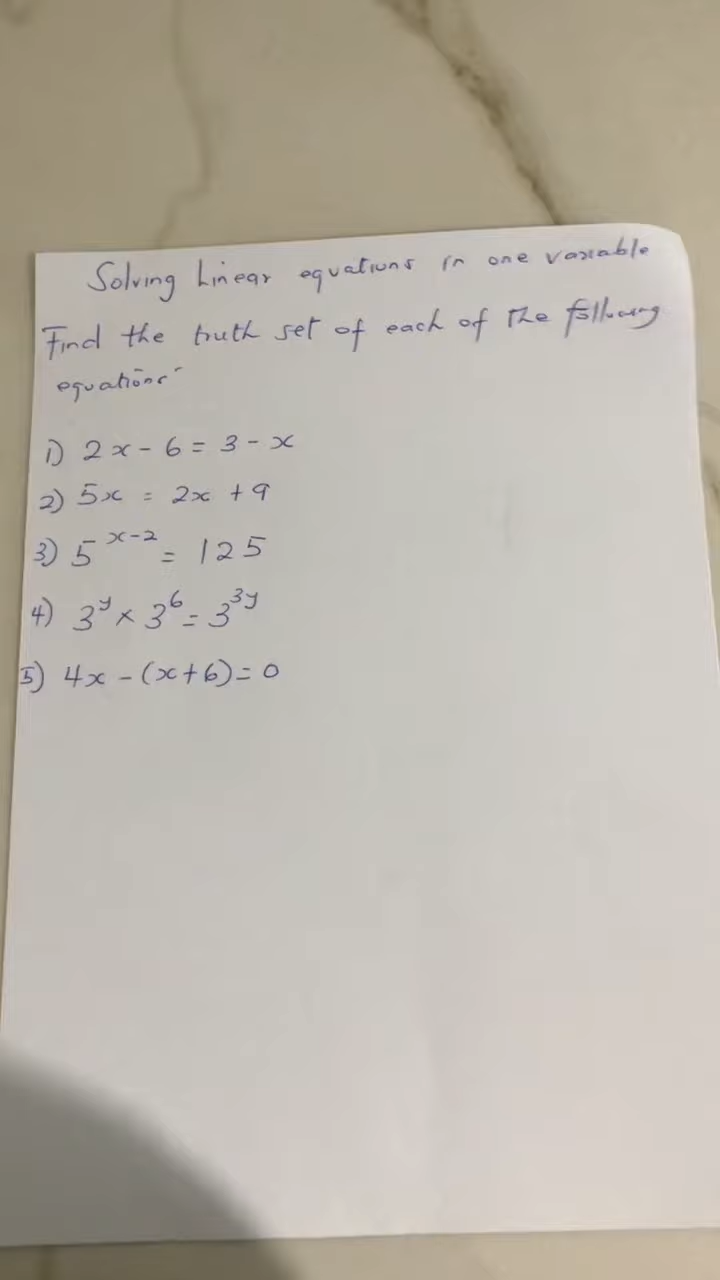 Solving Linear equations in one variable
Find the truth set of each of the following
equations
1) 2x - 6 = 3 - x
2) 5x = 2x + 9
3) 5^(x-2) = 125
4) 3^y × 3^6 = 3^(3y)
5) 4x - (x+6) = 0